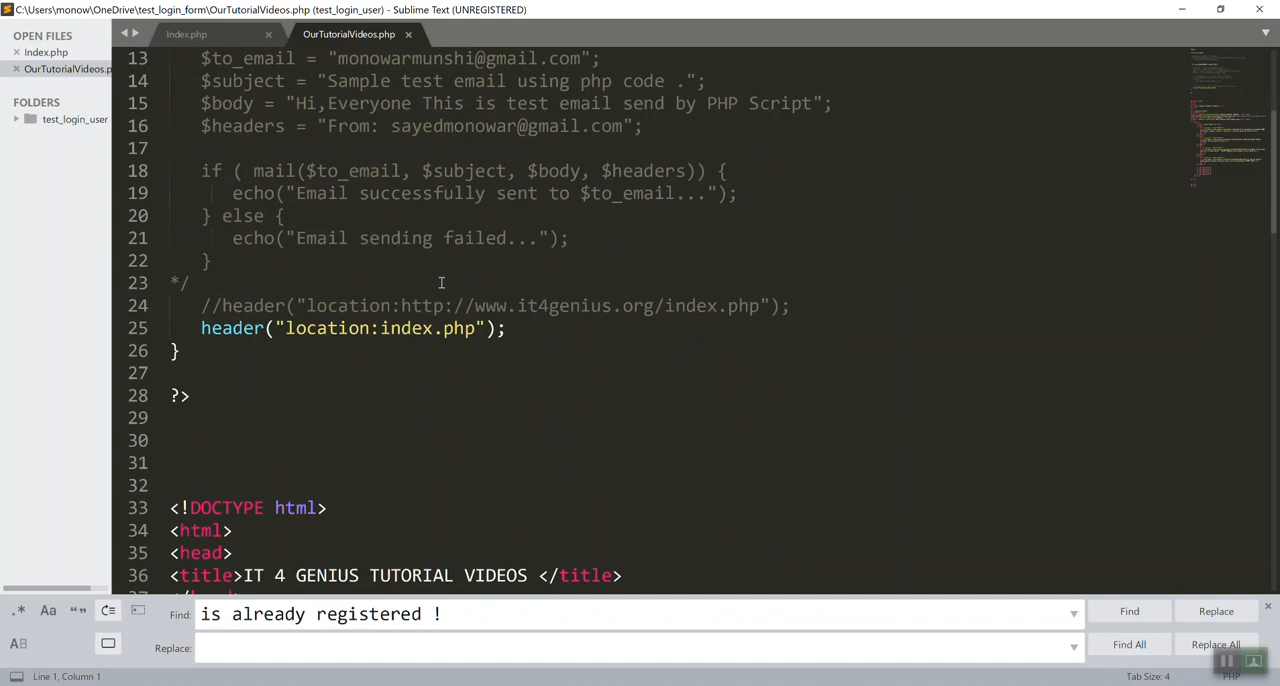 C:\Users\monow\OneDrive\test_login_form\OurTutorialVideos.php (test_login_user) - Sublime Text (UNREGISTERED)
OPEN FILES
Index.php
OurTutorialVideos.p
FOLDERS
test_login_user
Index.php
OurTutorialVideos.php
13 $to_email = "monowarmunshi@gmail.com";
14 $subject = "Sample test email using php code .";
15 $body = "Hi,Everyone This is test email send by PHP Script";
16 $headers = "From: sayedmonowar@gmail.com";
17
18 if ( mail($to_email, $subject, $body, $headers)) {
19 echo("Email successfully sent to $to_email...");
20 } else {
21 echo("Email sending failed...");
22 }
23 */
24 //header("location:http://www.it4genius.org/index.php");
25 header("location:index.php");
26 }
27
28 ?>
29
30
31
32
33 <!DOCTYPE html>
34 <html>
35 <head>
36 <title>IT 4 GENIUS TUTORIAL VIDEOS </title>
Find: is already registered !
Find
Replace
Replace:
Find All
Replace All
Line 1, Column 1
Tab Size: 4
PHP